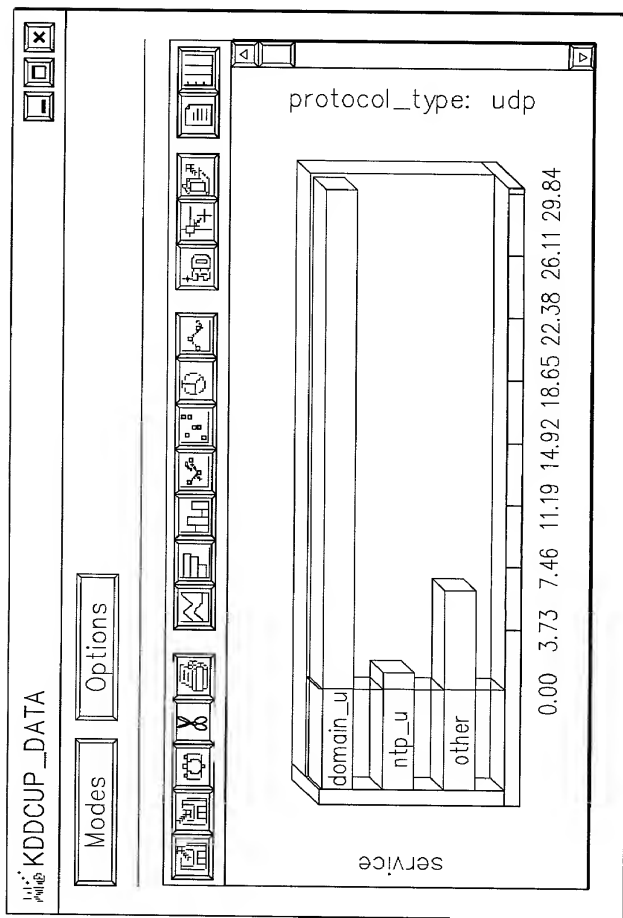 KDDCUP_DATA
Modes
Options
protocol_type: udp
service
domain_u
ntp_u
other
0.00 3.73 7.46 11.19 14.92 18.65 22.38 26.11 29.84